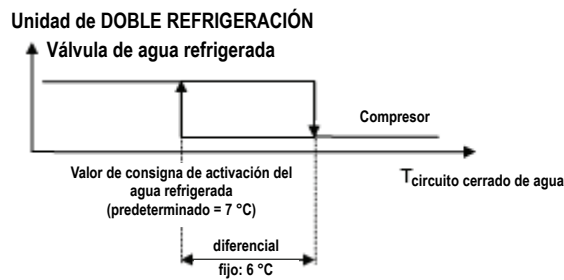 Unidad de DOBLE REFRIGERACIÓN
Válvula de agua refrigerada
Compresor
Valor de consigna de activación del
agua refrigerada
(predeterminado = 7 °C)
T circuito cerrado de agua
diferencial
fijo: 6 °C